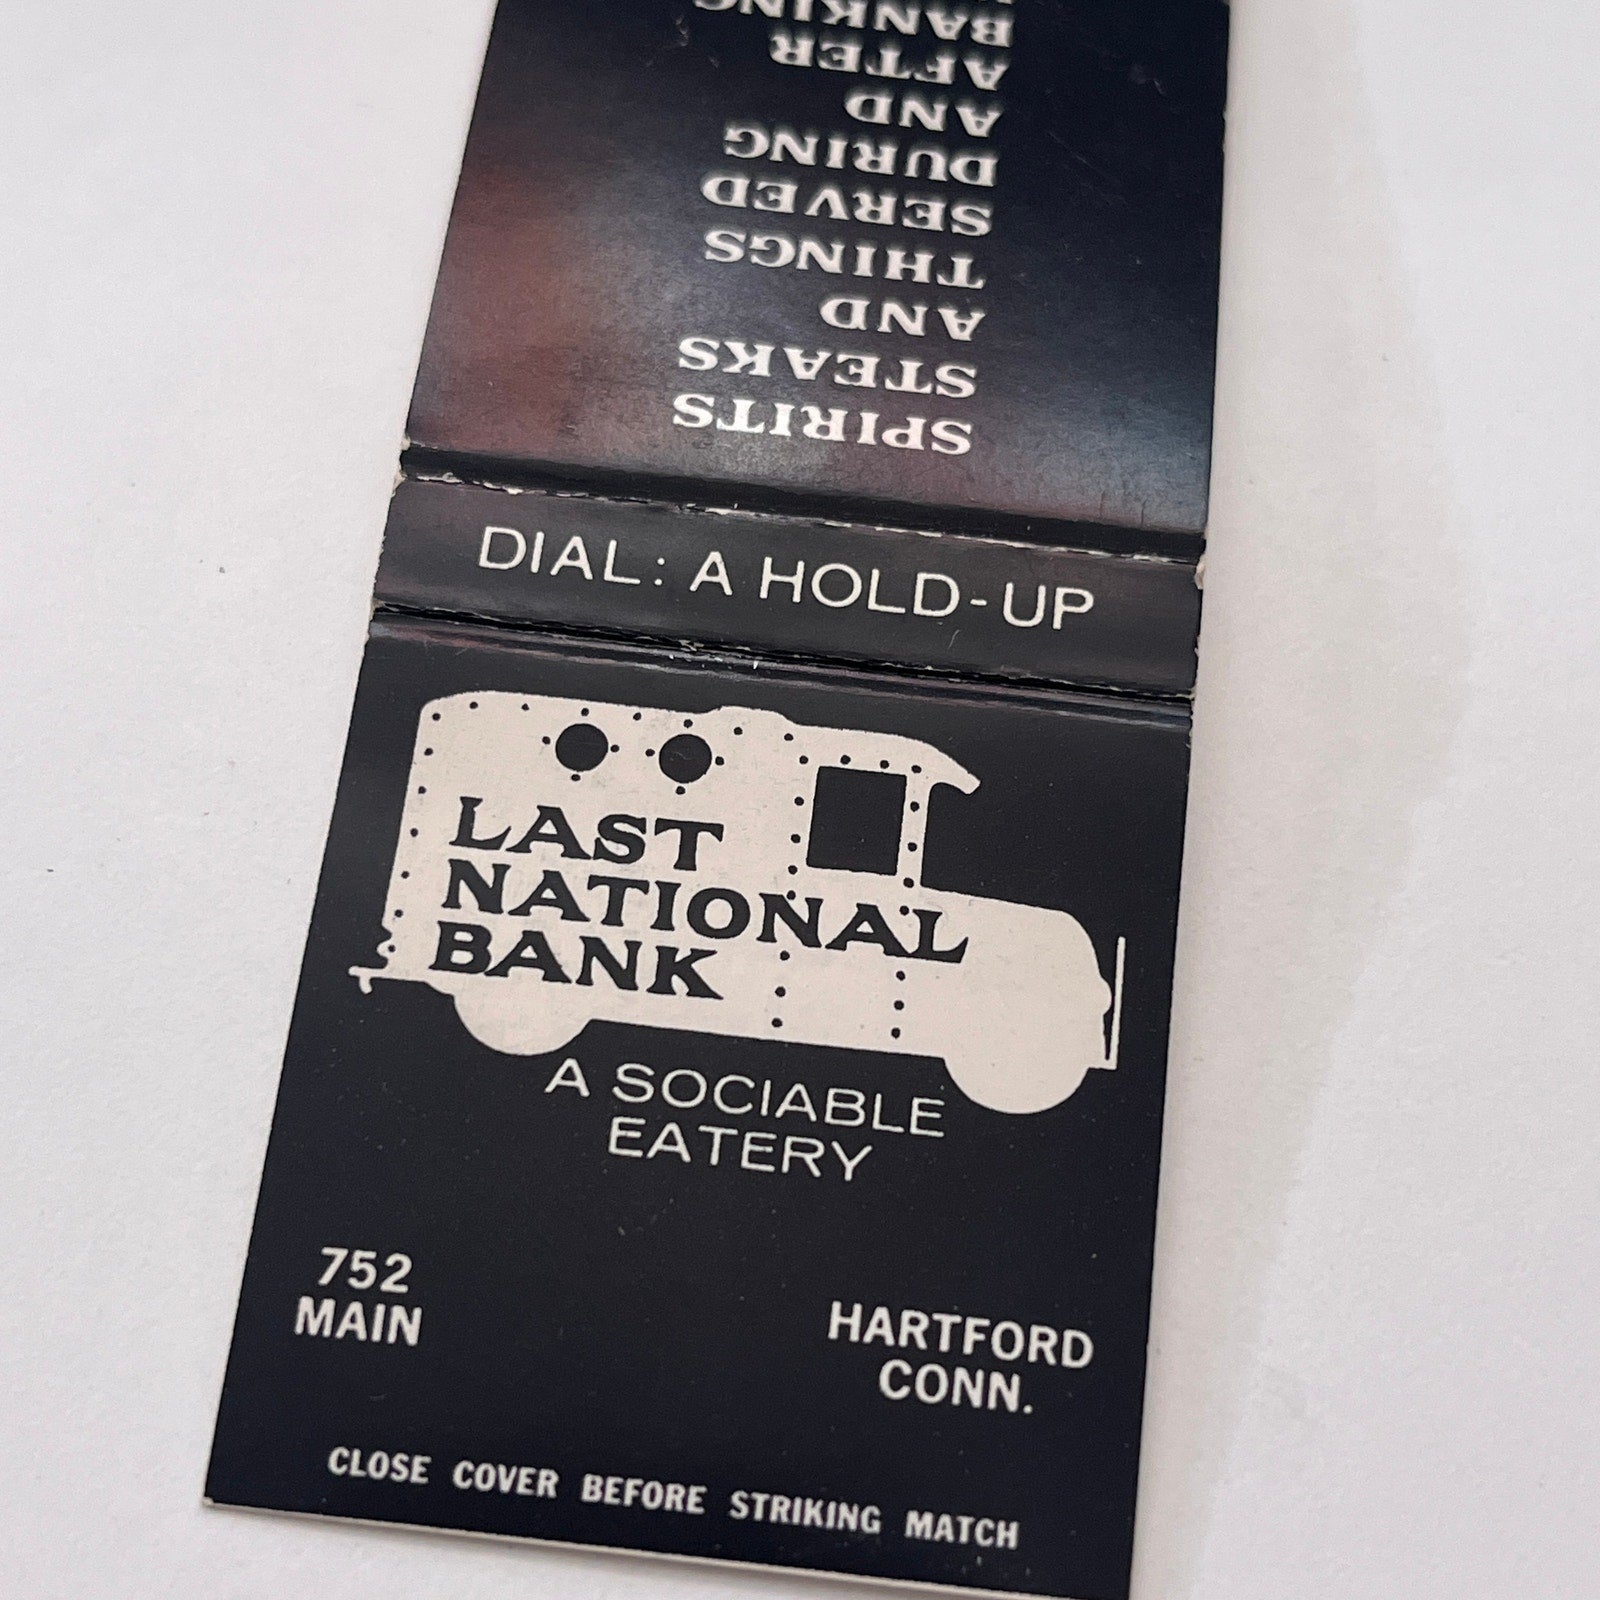 SPIRITS
STEAKS
AND
THINGS
SERVED
DURING
AND
AFTER
BANKING
DIAL: A HOLD-UP
LAST
NATIONAL
BANK
A SOCIABLE
EATERY
752
MAIN
HARTFORD
CONN.
CLOSE COVER BEFORE STRIKING MATCH